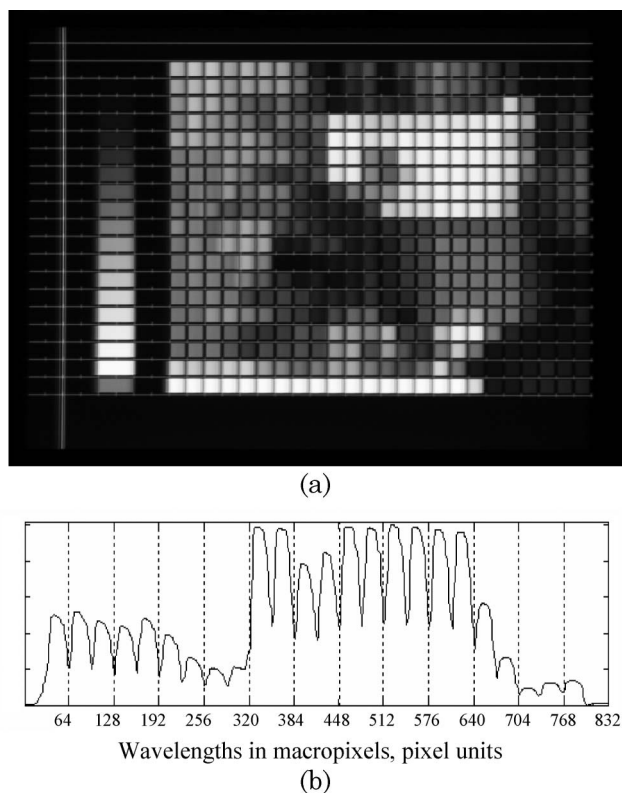 (a)
64 128 192 256 320 384 448 512 576 640 704 768 832
Wavelengths in macropixels, pixel units
(b)